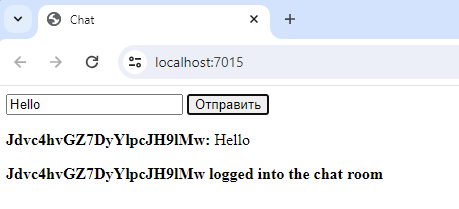 Chat
localhost:7015
Hello Отправить
Jdvc4hvGZ7DyYlpcJH9lMw: Hello
Jdvc4hvGZ7DyYlpcJH9lMw logged into the chat room